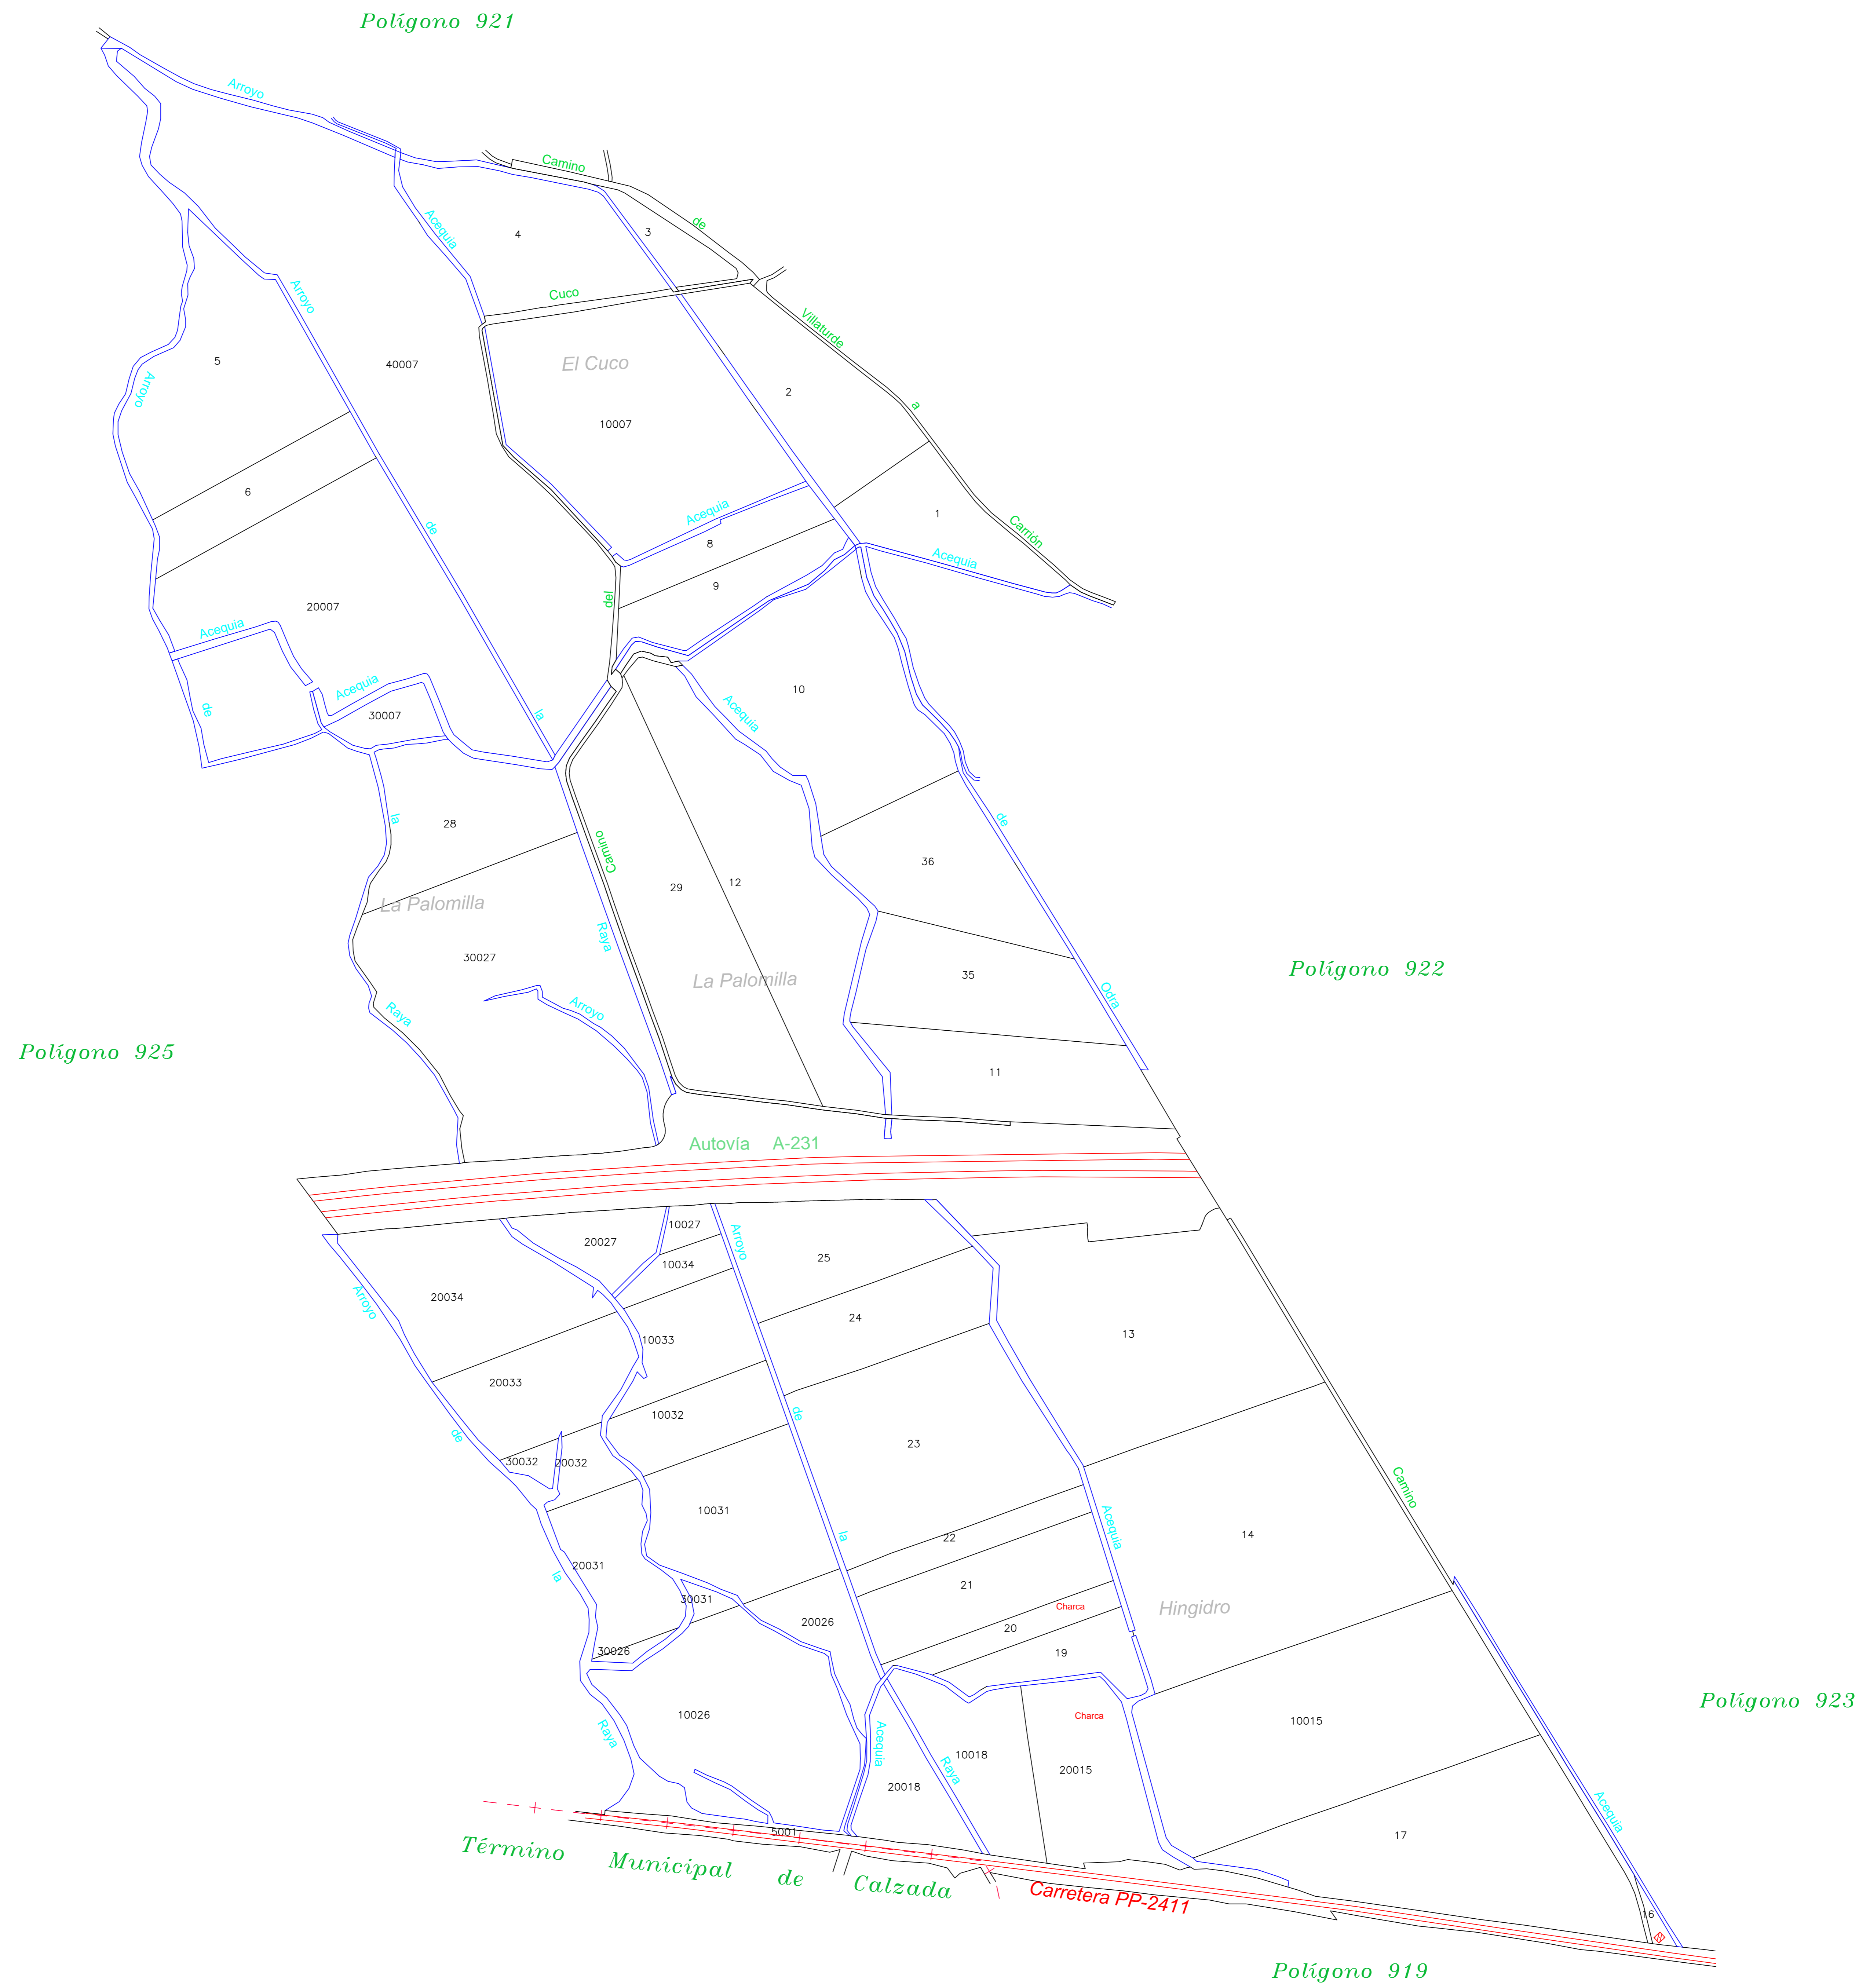 Polígono 921
Arroyo
Camino
de
Acequia
4
3
Arroyo
Cuco
Villaturde
5
40007
El Cuco
2
Arroyo
a
10007
6
Acequia
1
Carrión
de
8
Acequia
9
del
20007
Acequia
Acequia
10
de
30007
la
Acequia
la
28
de
Camino
36
29
12
La Palomilla
Raya
30027
La Palomilla
35
Polígono 922
Odra
Arroyo
Raya
Polígono 925
11
Autovía A-231
10027
20027
Arroyo
10034
25
20034
Arroyo
24
13
10033
20033
de
10032
de
23
30032
20032
Camino
10031
Acequia
la
22
14
20031
la
21
30031
Charca
Hingidro
20026
20
30026
19
Polígono 923
10026
Charca
10015
Raya
Acequia
10018
Raya
20015
20018
Acequia
5001
17
Término Municipal de Calzada
Carretera PP-2411
16
Polígono 919